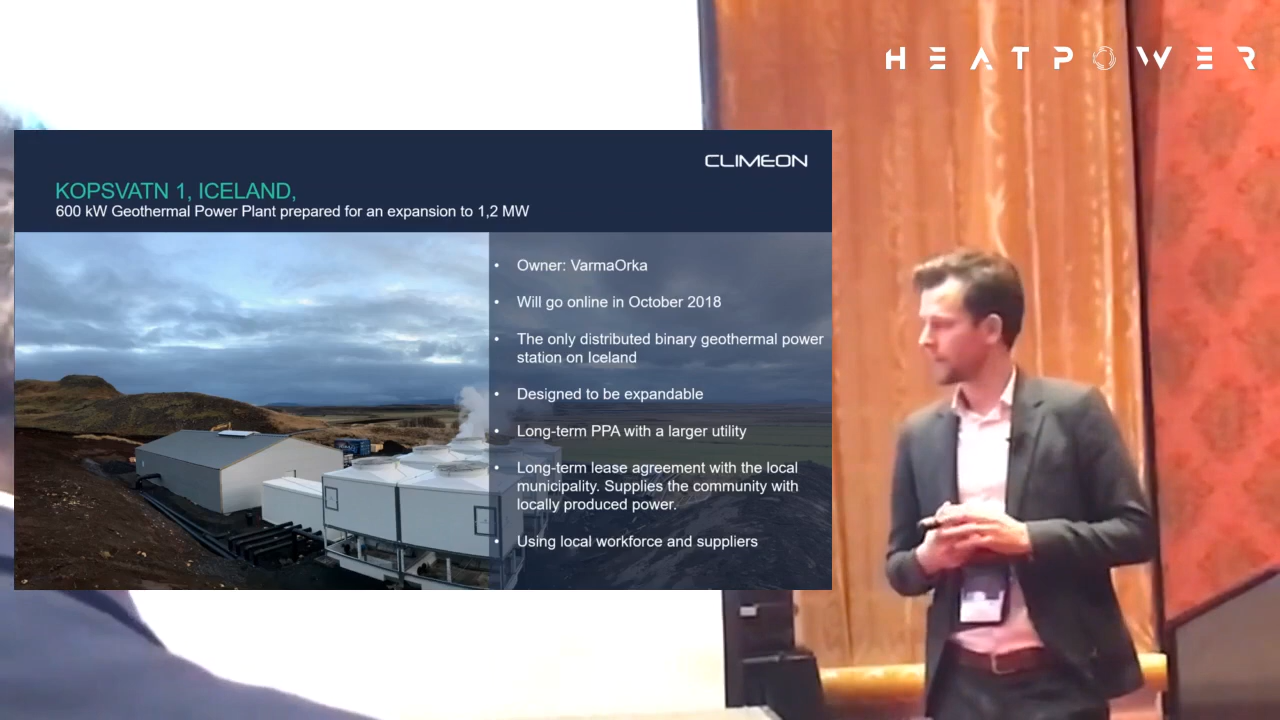 HEATPOWER
CLIMEON
KOPSVATN 1, ICELAND,
600 kW Geothermal Power Plant prepared for an expansion to 1,2 MW
• Owner: VarmaOrka
• Will go online in October 2018
• The only distributed binary geothermal power
station on Iceland
• Designed to be expandable
• Long-term PPA with a larger utility
• Long-term lease agreement with the local
municipality. Supplies the community with
locally produced power.
• Using local workforce and suppliers